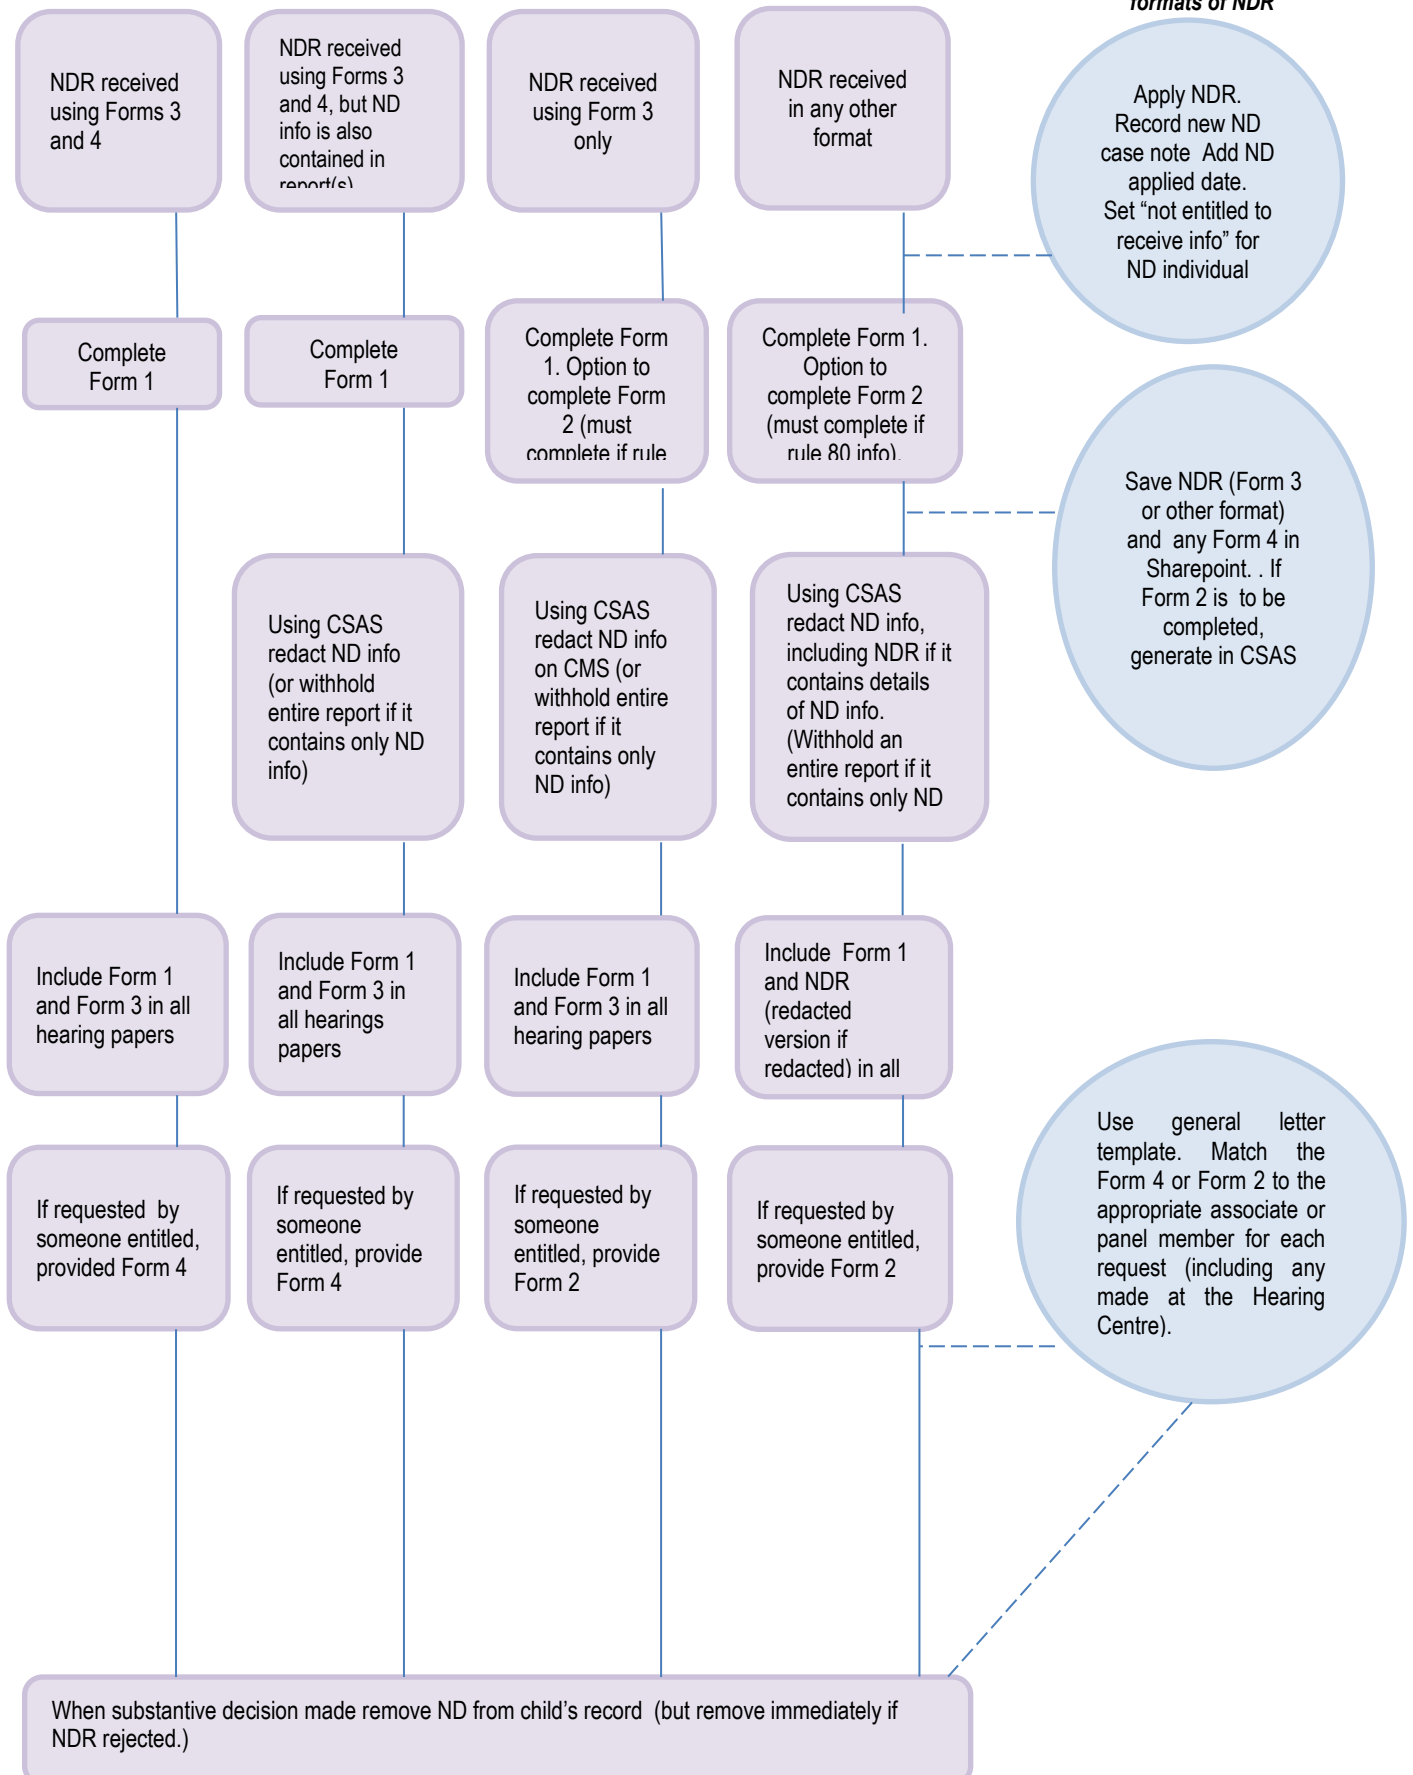 formats of NDR
NDR received
using Forms 3
and 4
NDR received
using Forms 3
and 4, but ND
info is also
contained in
report(s)
NDR received
using Form 3
only
NDR received
in any other
format
Apply NDR.
Record new ND
case note  Add ND
applied date.
Set “not entitled to
receive info” for
ND individual
Complete
Form 1
Complete
Form 1
Complete Form
1. Option to
complete Form
2 (must
complete if rule
Complete Form 1.
Option to
complete Form 2
(must complete if
rule 80 info).
Save NDR (Form 3
or other format)
and  any Form 4 in
Sharepoint. . If
Form 2 is  to be
completed,
generate in CSAS
Using CSAS
redact ND info
(or withhold
entire report if it
contains only ND
info)
Using CSAS
redact ND info
on CMS (or
withhold entire
report if it
contains only
ND info)
Using CSAS
redact ND info,
including NDR if it
contains details
of ND info.
(Withhold an
entire report if it
contains only ND
Include Form 1
and Form 3 in all
hearing papers
Include Form 1
and Form 3 in
all hearings
papers
Include Form 1
and Form 3 in all
hearing papers
Include  Form 1
and NDR
(redacted
version if
redacted) in all
If requested  by
someone entitled,
provided Form 4
If requested by
someone
entitled, provide
Form 4
If requested by
someone
entitled, provide
Form 2
If requested by
someone entitled,
provide Form 2
Use general letter
template. Match the
Form 4 or Form 2 to the
appropriate associate or
panel member for each
request (including any
made at the Hearing
Centre).
When substantive decision made remove ND from child’s record  (but remove immediately if
NDR rejected.)